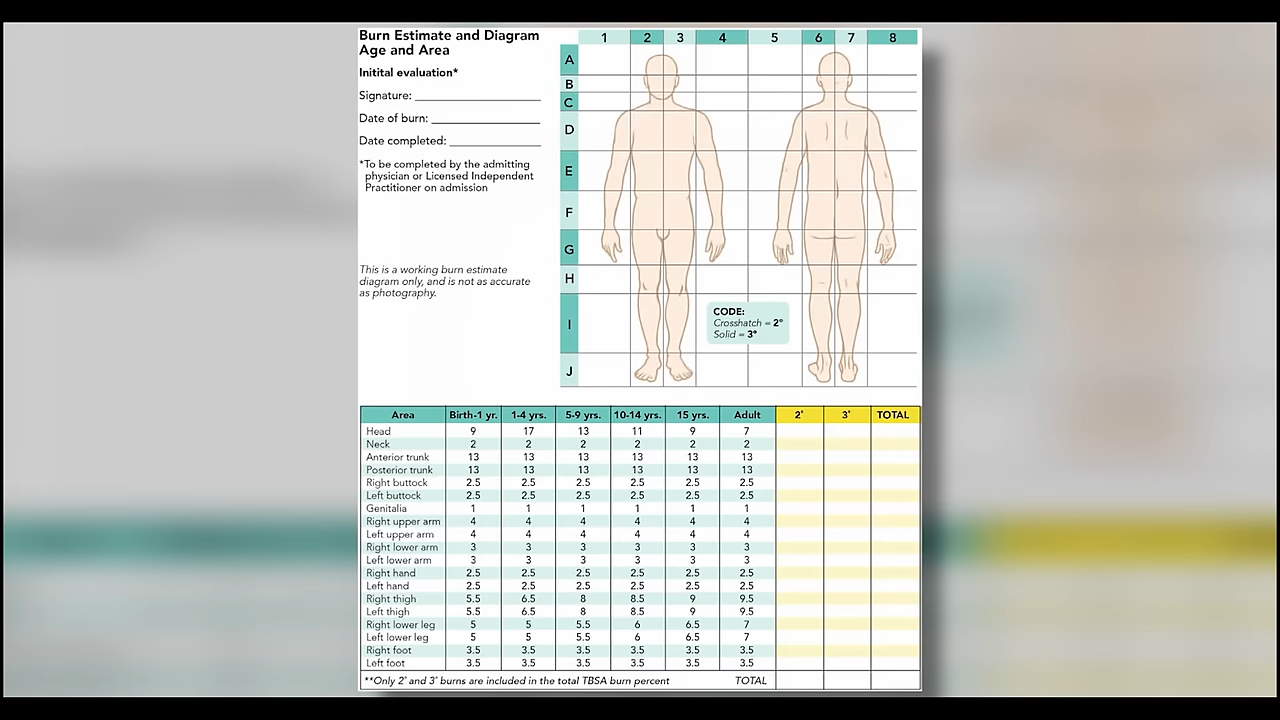 Burn Estimate and Diagram
Age and Area
Initital evaluation*
Signature:
Date of burn:
Date completed:
*To be completed by the admitting
physician or Licensed Independent
Practitioner on admission
This is a working burn estimate
diagram only, and is not as accurate
as photography.
1 2 3 4 5 6 7 8
A
B
C
D
E
F
G
H
I
J
CODE:
Crosshatch = 2°
Solid = 3°
Area Birth-1 yr. 1-4 yrs. 5-9 yrs. 10-14 yrs. 15 yrs. Adult 2° 3° TOTAL
Head 9 17 13 11 9 7
Neck 2 2 2 2 2 2
Anterior trunk 13 13 13 13 13 13
Posterior trunk 13 13 13 13 13 13
Right buttock 2.5 2.5 2.5 2.5 2.5 2.5
Left buttock 2.5 2.5 2.5 2.5 2.5 2.5
Genitalia 1 1 1 1 1 1
Right upper arm 4 4 4 4 4 4
Left upper arm 4 4 4 4 4 4
Right lower arm 3 3 3 3 3 3
Left lower arm 3 3 3 3 3 3
Right hand 2.5 2.5 2.5 2.5 2.5 2.5
Left hand 2.5 2.5 2.5 2.5 2.5 2.5
Right thigh 5.5 6.5 8 8.5 9 9.5
Left thigh 5.5 6.5 8 8.5 9 9.5
Right lower leg 5 5 5.5 6 6.5 7
Left lower leg 5 5 5.5 6 6.5 7
Right foot 3.5 3.5 3.5 3.5 3.5 3.5
Left foot 3.5 3.5 3.5 3.5 3.5 3.5
**Only 2° and 3° burns are included in the total TBSA burn percent TOTAL